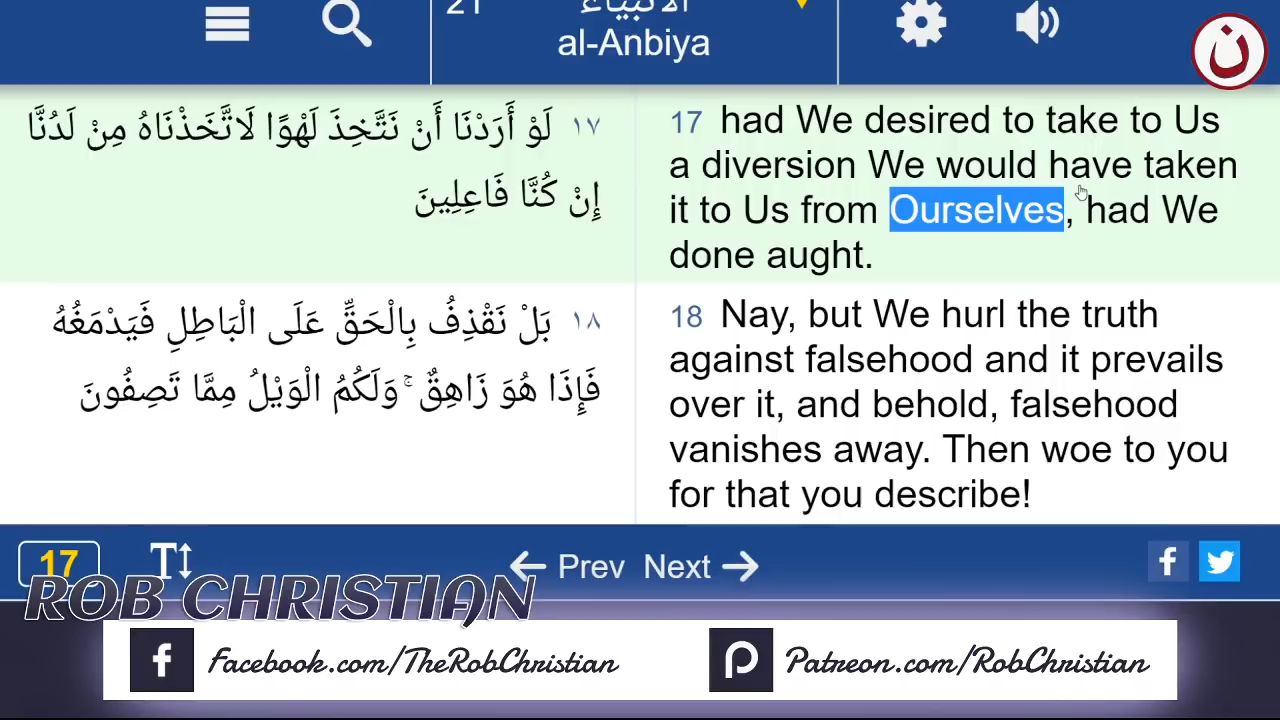 21
الأنبياء
al-Anbiya
ن
١٧ لَوْ أَرَدْنَا أَنْ نَتَّخِذَ لَهْوًا لَاتَّخَذْنَاهُ مِنْ لَدُنَّا
إِنْ كُنَّا فَاعِلِينَ
17 had We desired to take to Us
a diversion We would have taken
it to Us from Ourselves, had We
done aught.
١٨ بَلْ نَقْذِفُ بِالْحَقِّ عَلَى الْبَاطِلِ فَيَدْمَغُهُ
فَإِذَا هُوَ زَاهِقٌ ۚ وَلَكُمُ الْوَيْلُ مِمَّا تَصِفُونَ
18 Nay, but We hurl the truth
against falsehood and it prevails
over it, and behold, falsehood
vanishes away. Then woe to you
for that you describe!
17 T↕ ← Prev Next → f
ROB CHRISTIAN
f Facebook.com/TheRobChristian Patreon.com/RobChristian